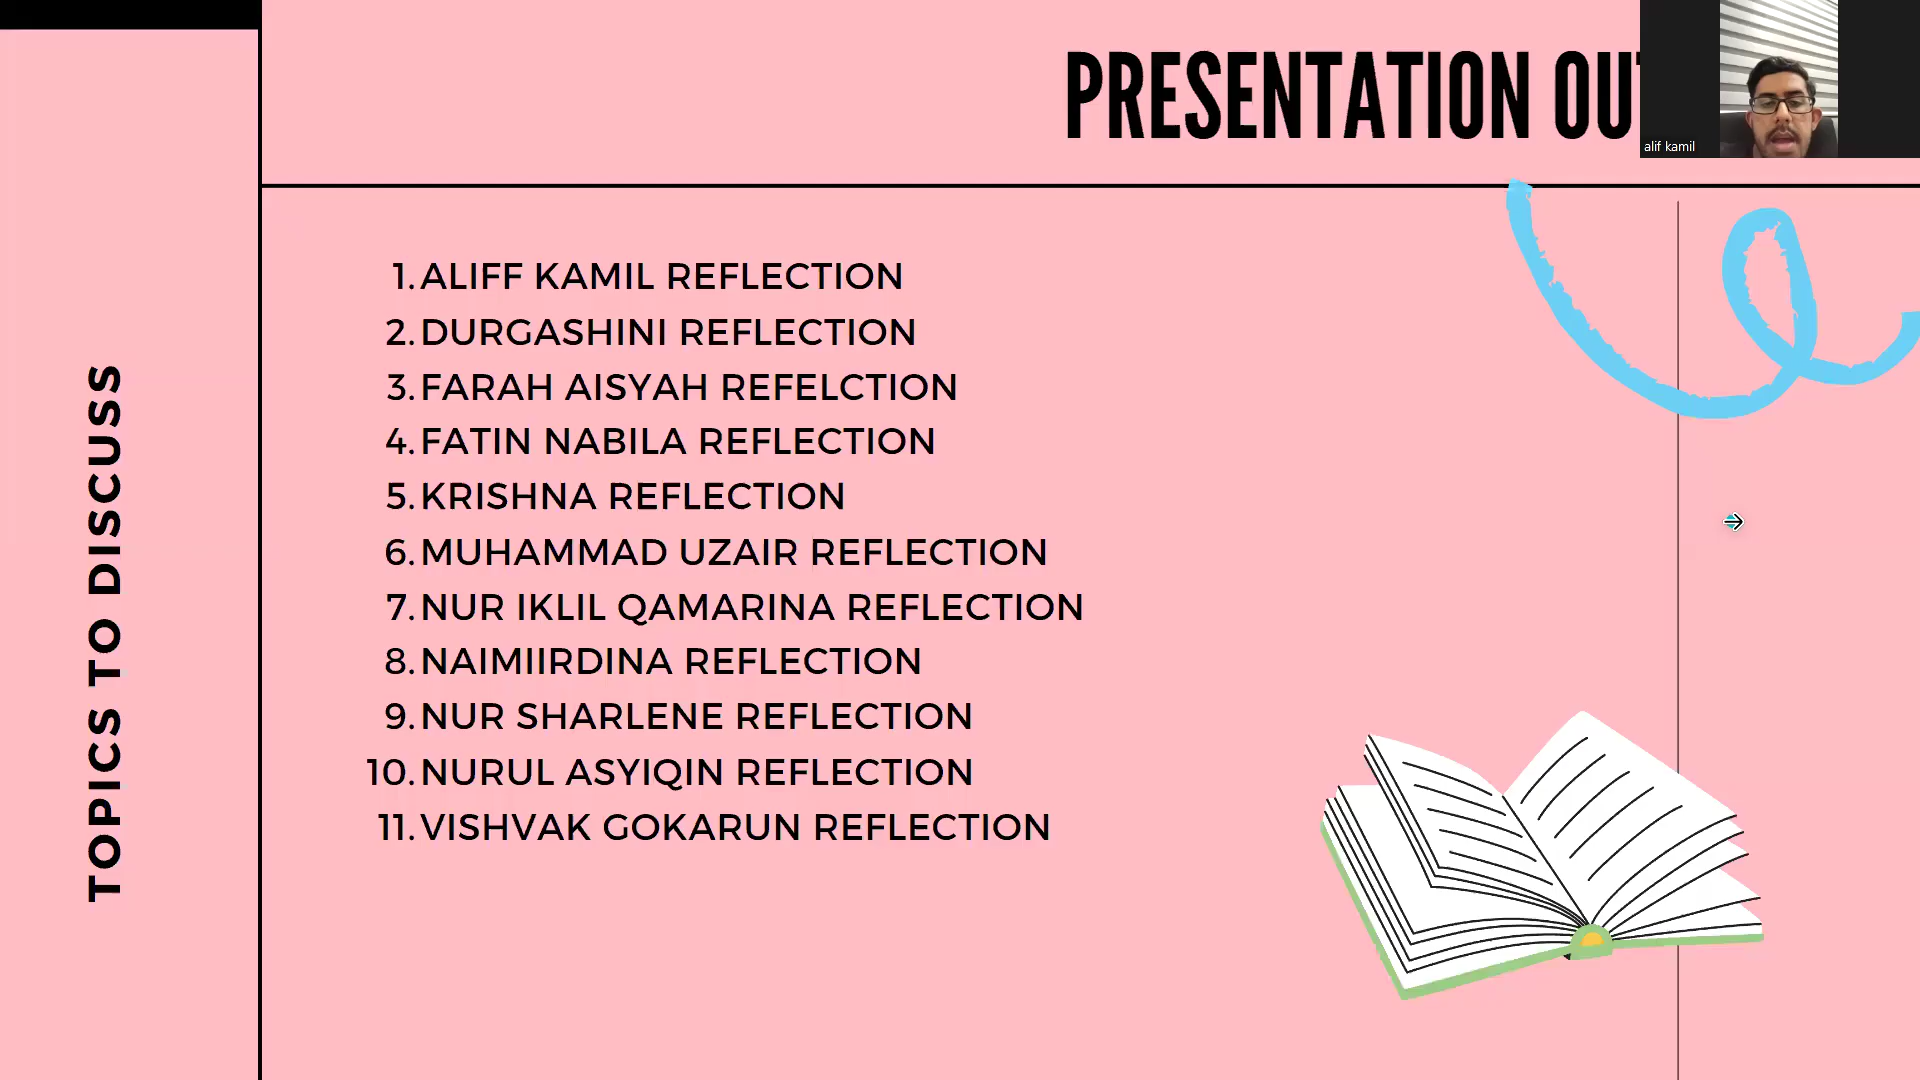 PRESENTATION OU
alif kamil
TOPICS TO DISCUSS
1. ALIFF KAMIL REFLECTION
2. DURGASHINI REFLECTION
3. FARAH AISYAH REFELCTION
4. FATIN NABILA REFLECTION
5. KRISHNA REFLECTION
6. MUHAMMAD UZAIR REFLECTION
7. NUR IKLIL QAMARINA REFLECTION
8. NAIMIIRDINA REFLECTION
9. NUR SHARLENE REFLECTION
10. NURUL ASYIQIN REFLECTION
11. VISHVAK GOKARUN REFLECTION